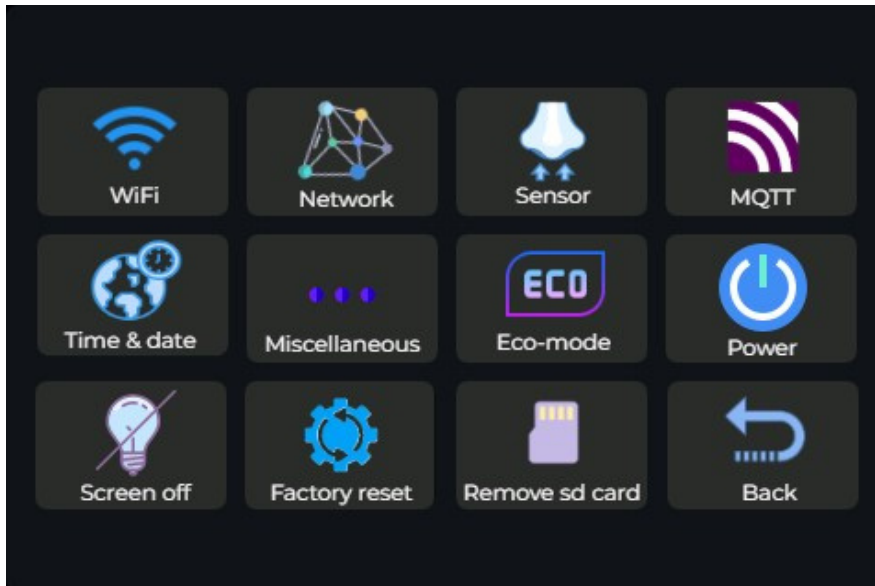 WiFi
Network
Sensor
MQTT
Time & date
Miscellaneous
ECO
Eco-mode
Power
Screen off
Factory reset
Remove sd card
Back